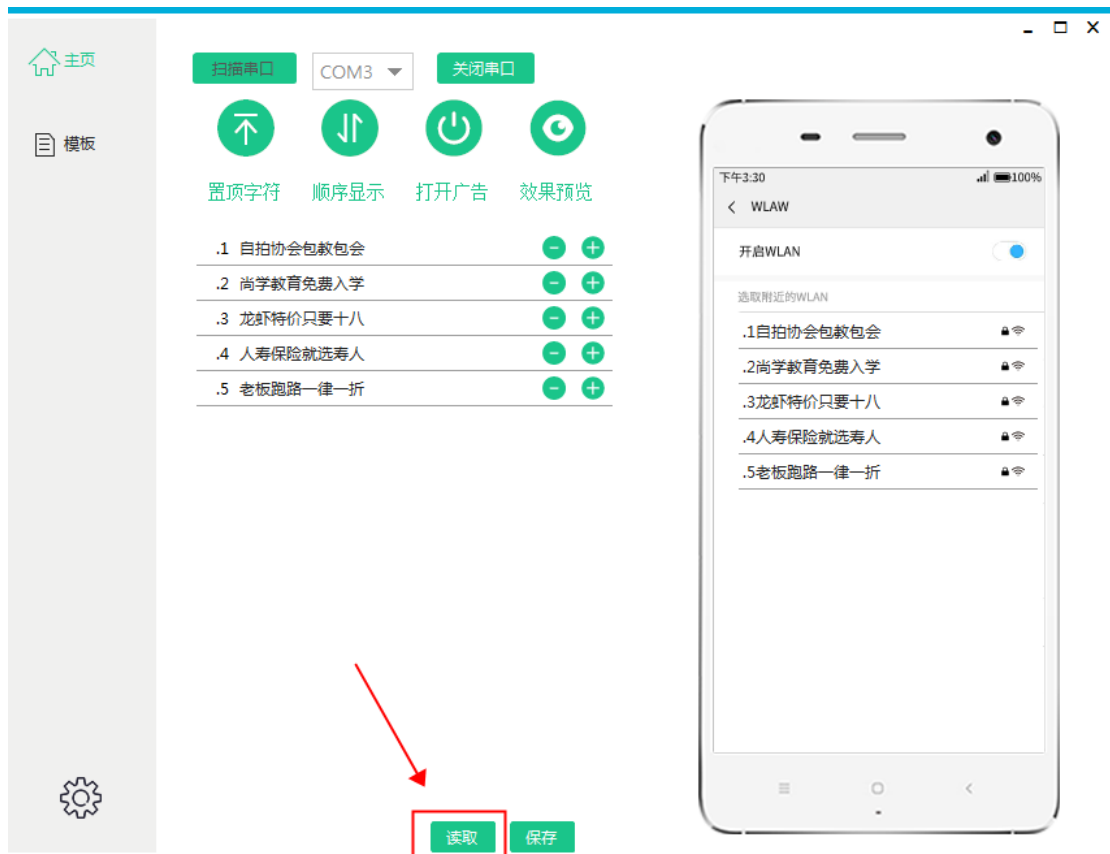 主页
模板
扫描串口 COM3 关闭串口
置顶字符 顺序显示 打开广告 效果预览
.1 自拍协会包教包会
.2 尚学教育免费入学
.3 龙虾特价只要十八
.4 人寿保险就选寿人
.5 老板跑路一律一折
读取 保存
下午3:30 100%
WLAW
开启WLAN
选取附近的WLAN
.1自拍协会包教包会
.2尚学教育免费入学
.3龙虾特价只要十八
.4人寿保险就选寿人
.5老板跑路一律一折